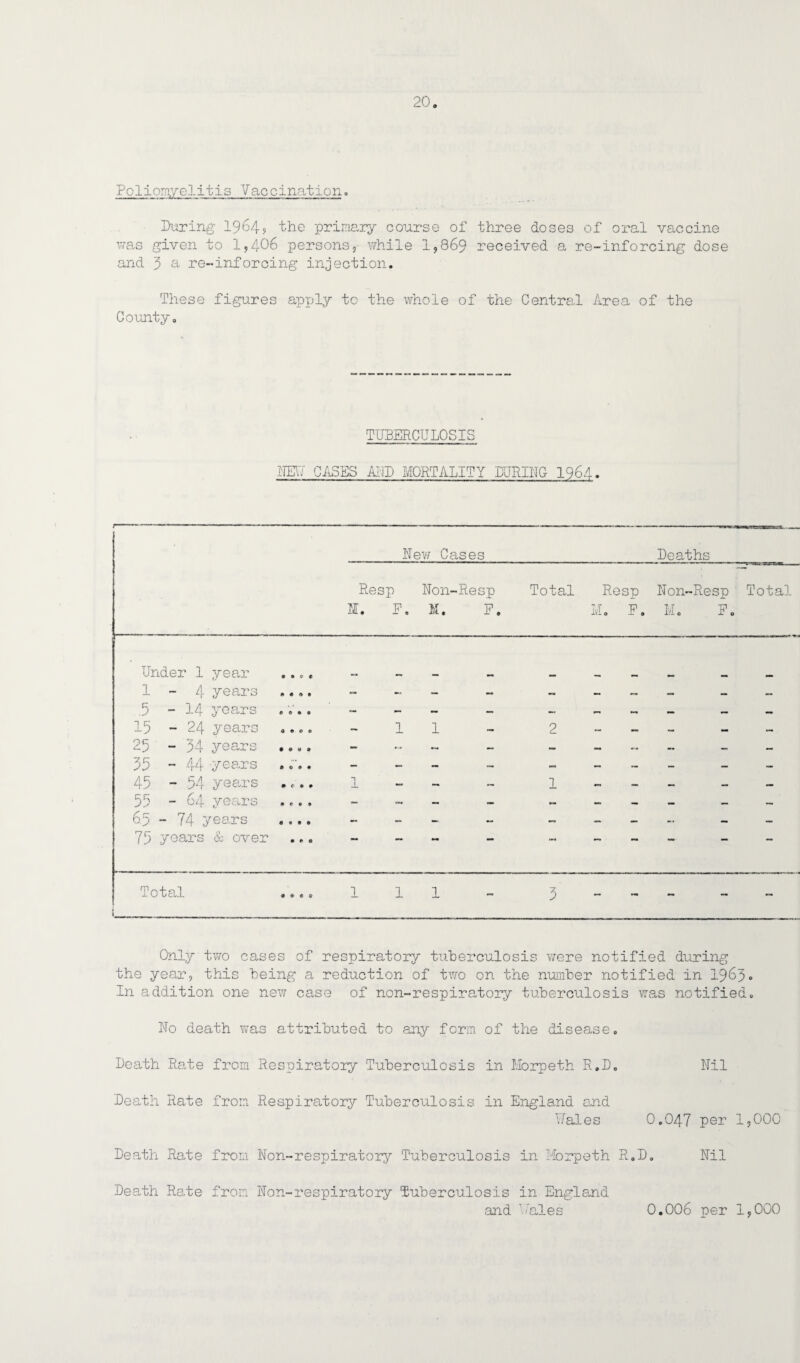 20.
Poliomyelitis Vaccination.
During 1964, the primary course of three doses of oral vaccine
was given to 1,406 persons, while 1,869 received a re-inforcing dose
and 3 a re-inforcing injection.
These figures apply to the whole of the Central Area of the
County.
TUBERCULOSIS
NEW CASES AND MORTALITY DURING 1964.
New Cases Deaths
Resp Non-Resp Total Resp Non-Resp Total
M. F. M. F. M. F. M. F.
Under 1 year .... - - - - - - - - - -
1 - 4 years .... - - - - - - - - - -
5 - 14 years .... - - - - - - - - - -
15 - 24 years .... - 1 1 - 2 - - - - -
25 - 34 years .... - - - - - - - - - -
35 - 44 years .... - - - - - - - - - -
45 - 54 years .... 1 - - - 1 - - - - -
55 - 64 years .... - - - - - - - - - -
65 - 74 years .... - - - - - - - - - -
75 years & over ... - - - - - - - - - -
Total .... 1 1 1 - 3 - - - - -
Only two cases of respiratory tuberculosis were notified during
the year, this being a reduction of two on the number notified in 1963.
In addition one new case of non-respiratory tuberculosis was notified.
No death was attributed to any form of the disease.
Death Rate from Respiratory Tuberculosis in Morpeth R.D. Nil
Death Rate from Respiratory Tuberculosis in England and
Wales 0.047 per 1,000
Death Rate from Non-respiratory Tuberculosis in Morpeth R.D. Nil
Death Rate from Non-respiratory Tuberculosis in England
and Wales 0.006 per 1,000